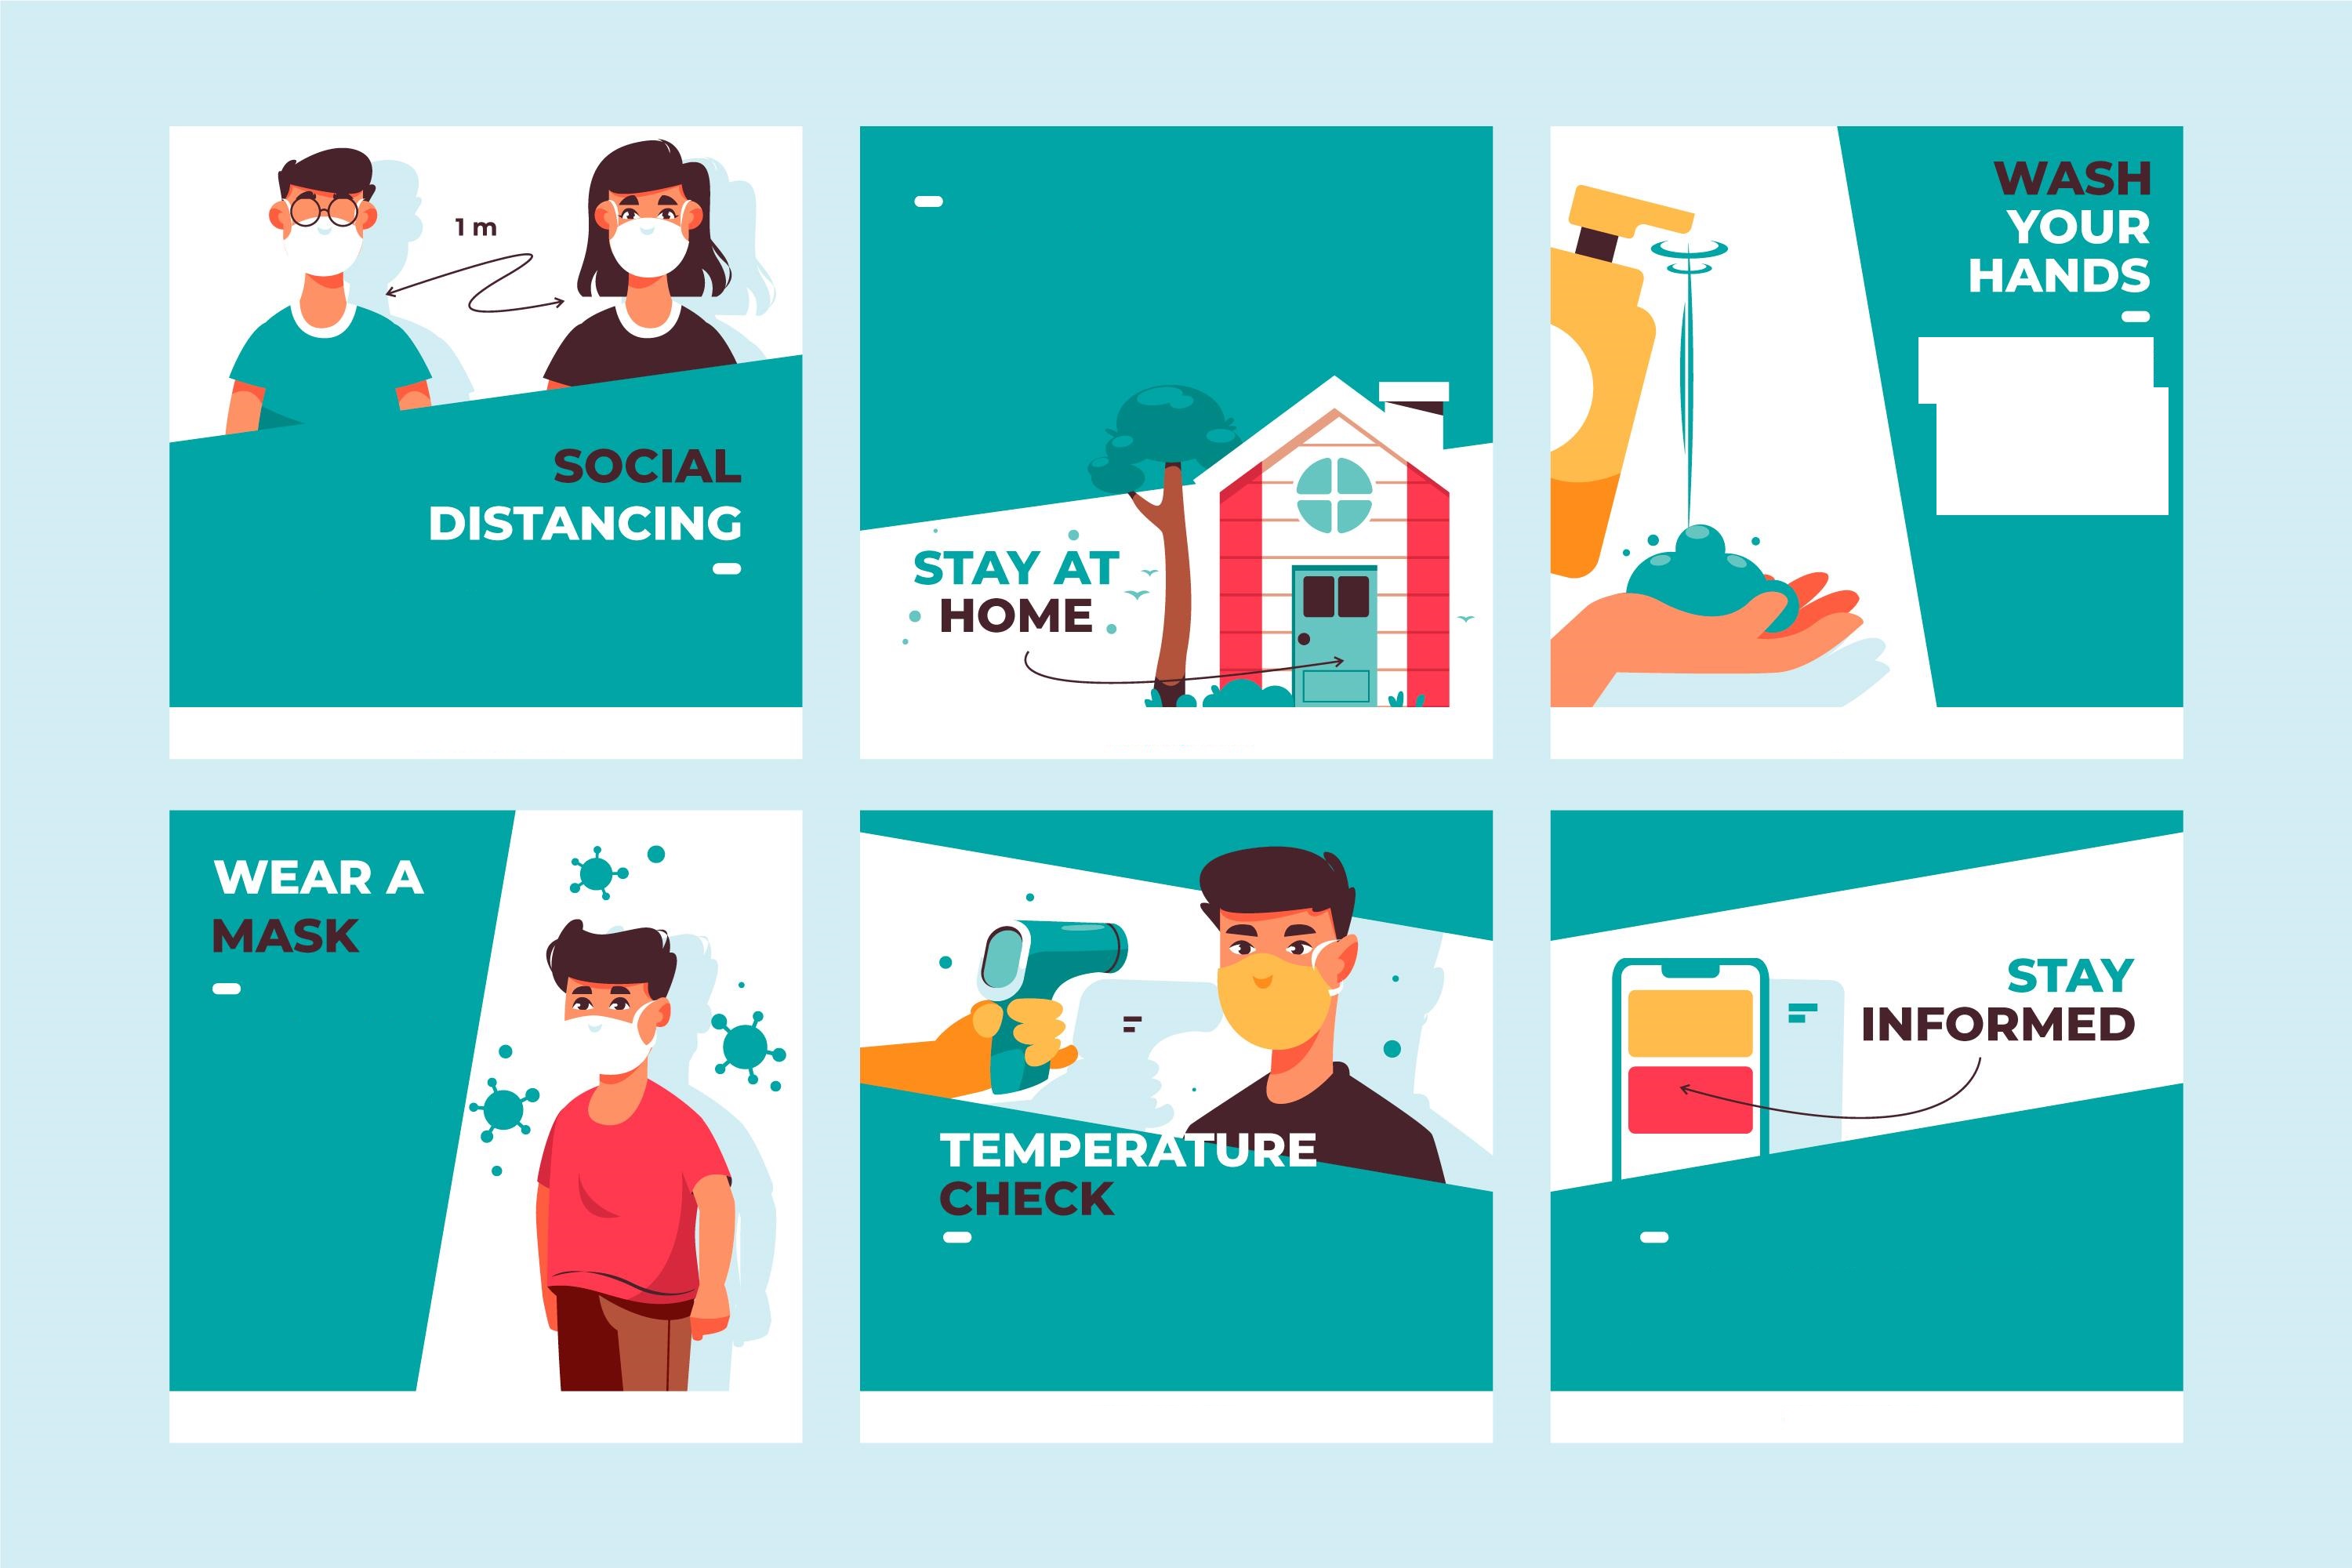 1 m
SOCIAL
DISTANCING
STAY AT
HOME
WASH
YOUR
HANDS
WEAR A
MASK
TEMPERATURE
CHECK
STAY
INFORMED